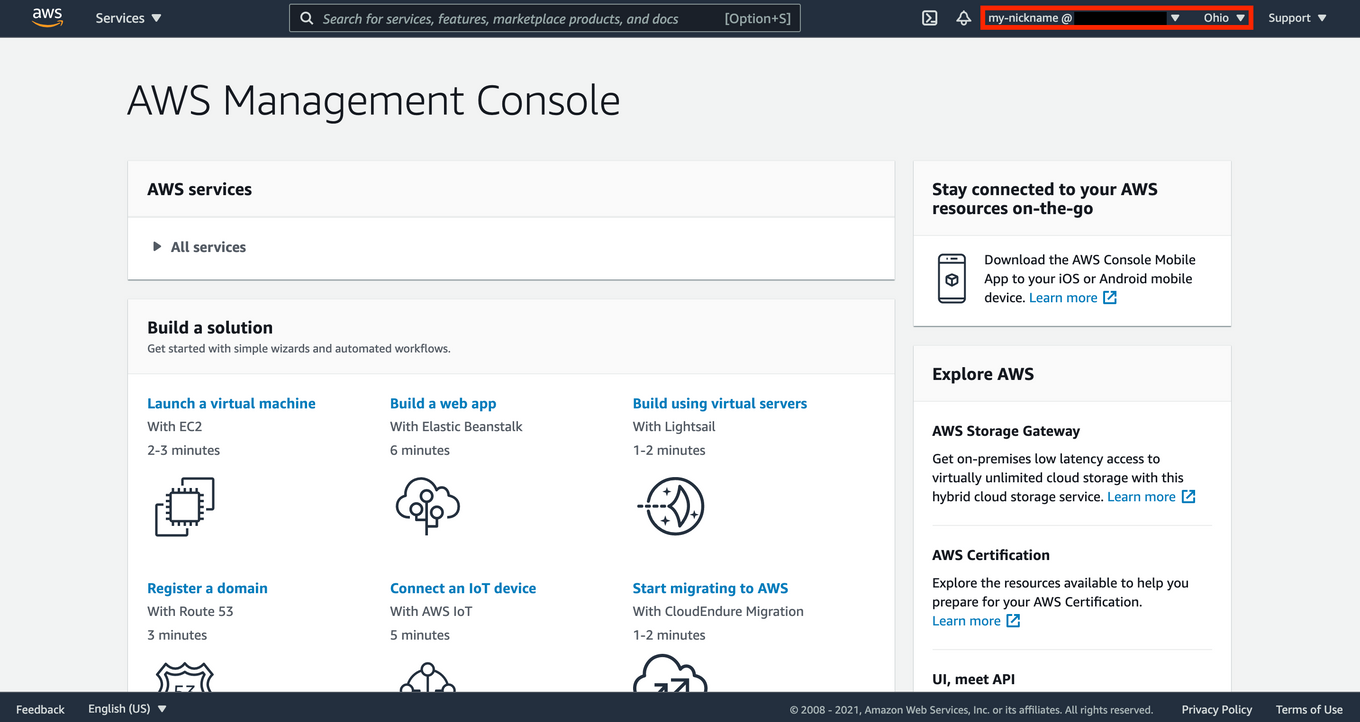 aws
Services
Search for services, features, marketplace products, and docs
[Option+S]
my-nickname @
Ohio
Support
AWS Management Console
AWS services
All services
Build a solution
Get started with simple wizards and automated workflows.
Launch a virtual machine
With EC2
2-3 minutes
Build a web app
With Elastic Beanstalk
6 minutes
Build using virtual servers
With Lightsail
1-2 minutes
Register a domain
With Route 53
3 minutes
Connect an IoT device
With AWS IoT
5 minutes
Start migrating to AWS
With CloudEndure Migration
1-2 minutes
Stay connected to your AWS
resources on-the-go
Download the AWS Console Mobile
App to your iOS or Android mobile
device. Learn more
Explore AWS
AWS Storage Gateway
Get on-premises low latency access to
virtually unlimited cloud storage with this
hybrid cloud storage service. Learn more
AWS Certification
Explore the resources available to help you
prepare for your AWS Certification.
Learn more
UI, meet API
Feedback
English (US)
© 2008 - 2021, Amazon Web Services, Inc. or its affiliates. All rights reserved.
Privacy Policy
Terms of Use